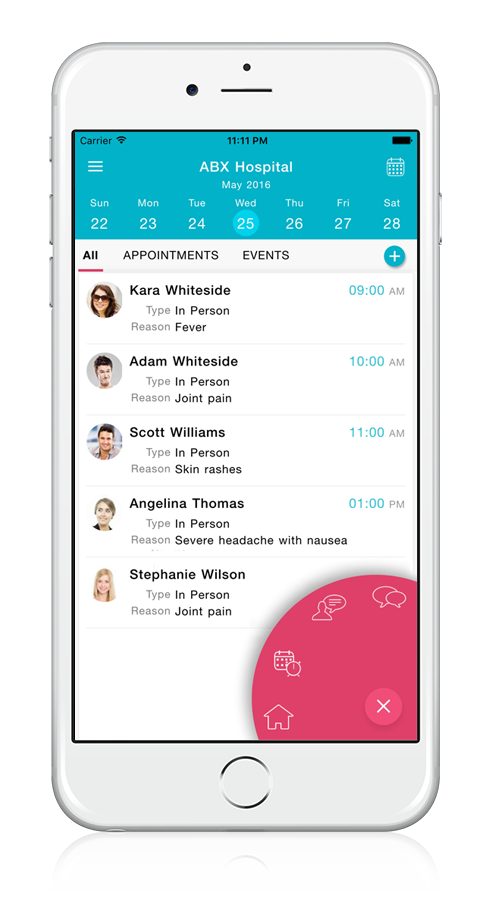 Carrier 11:11 PM
ABX Hospital
May 2016
Sun Mon Tue Wed Thu Fri Sat
22 23 24 25 26 27 28
All APPOINTMENTS EVENTS
Kara Whiteside 09:00 AM
Type In Person
Reason Fever
Adam Whiteside 10:00 AM
Type In Person
Reason Joint pain
Scott Williams 11:00 AM
Type In Person
Reason Skin rashes
Angelina Thomas 01:00 PM
Type In Person
Reason Severe headache with nausea
Stephanie Wilson
Type In Person
Reason Joint pain